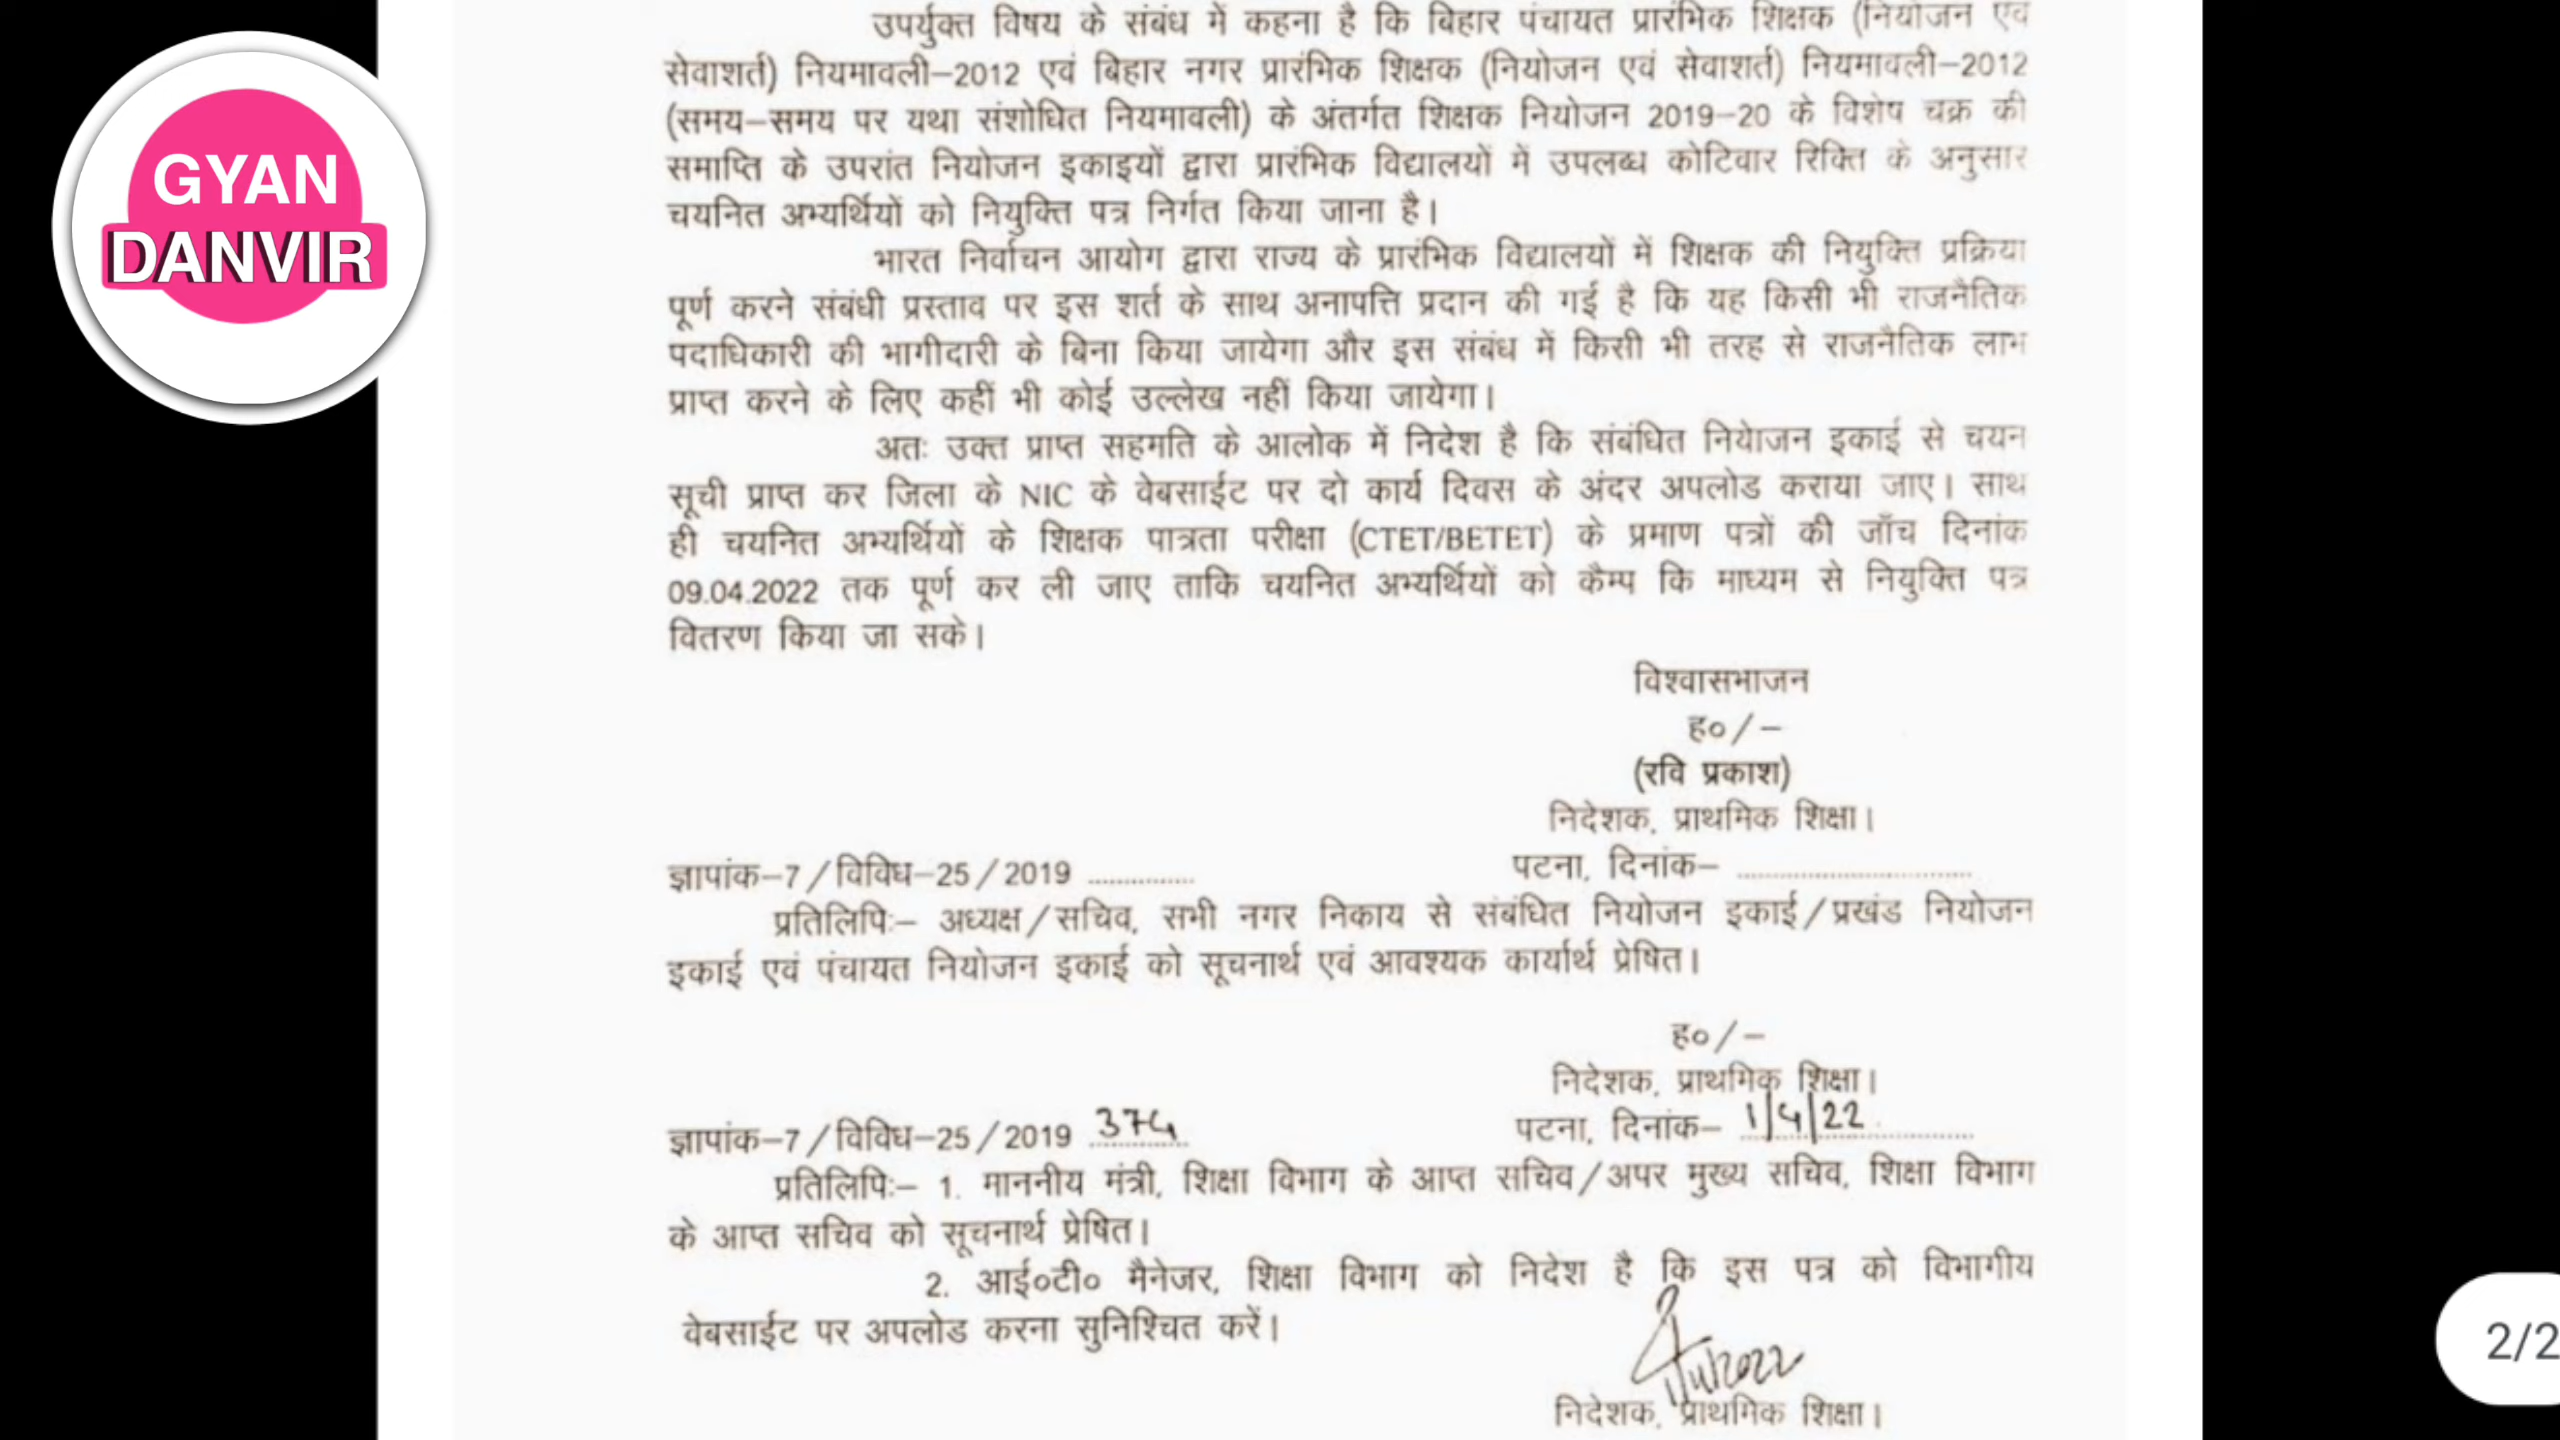 GYAN
DANVIR
उपर्युक्त विषय के संबंध में कहना है कि बिहार पंचायत प्रारंभिक शिक्षक (नियोजन एवं
सेवाशर्त) नियमावली–2012 एवं बिहार नगर प्रारंभिक शिक्षक (नियोजन एवं सेवाशर्त) नियमावली–2012
(समय–समय पर यथा संशोधित नियमावली) के अंतर्गत शिक्षक नियोजन 2019–20 के विशेष चक्र की
समाप्ति के उपरांत नियोजन इकाइयों द्वारा प्रारंभिक विद्यालयों में उपलब्ध कोटिवार रिक्ति के अनुसार
चयनित अभ्यर्थियों को नियुक्ति पत्र निर्गत किया जाना है।
भारत निर्वाचन आयोग द्वारा राज्य के प्रारंभिक विद्यालयों में शिक्षक की नियुक्ति प्रक्रिया
पूर्ण करने संबंधी प्रस्ताव पर इस शर्त के साथ अनापत्ति प्रदान की गई है कि यह किसी भी राजनैतिक
पदाधिकारी की भागीदारी के बिना किया जायेगा और इस संबंध में किसी भी तरह से राजनैतिक लाभ
प्राप्त करने के लिए कहीं भी कोई उल्लेख नहीं किया जायेगा।
अतः उक्त प्राप्त सहमति के आलोक में निदेश है कि संबंधित नियेाजन इकाई से चयन
सूची प्राप्त कर जिला के NIC के वेबसाईट पर दो कार्य दिवस के अंदर अपलोड कराया जाए। साथ
ही चयनित अभ्यर्थियों के शिक्षक पात्रता परीक्षा (CTET/BETET) के प्रमाण पत्रों की जाँच दिनांक
09.04.2022 तक पूर्ण कर ली जाए ताकि चयनित अभ्यर्थियों को कैम्प कि माध्यम से नियुक्ति पत्र
वितरण किया जा सके।
विश्वासभाजन
ह०/–
(रवि प्रकाश)
निदेशक, प्राथमिक शिक्षा।
ज्ञापांक–7/विविध–25/2019 ............... पटना, दिनांक– ..............................
प्रतिलिपिः– अध्यक्ष/सचिव, सभी नगर निकाय से संबंधित नियोजन इकाई/प्रखंड नियोजन
इकाई एवं पंचायत नियोजन इकाई को सूचनार्थ एवं आवश्यक कार्यार्थ प्रेषित।
ह०/–
निदेशक, प्राथमिक शिक्षा।
ज्ञापांक–7/विविध–25/2019 374 पटना, दिनांक– 1/4/22
प्रतिलिपिः– 1. माननीय मंत्री, शिक्षा विभाग के आप्त सचिव/अपर मुख्य सचिव, शिक्षा विभाग
के आप्त सचिव को सूचनार्थ प्रेषित।
2. आई०टी० मैनेजर, शिक्षा विभाग को निदेश है कि इस पत्र को विभागीय
वेबसाईट पर अपलोड करना सुनिश्चित करें।
निदेशक, प्राथमिक शिक्षा।
2/2